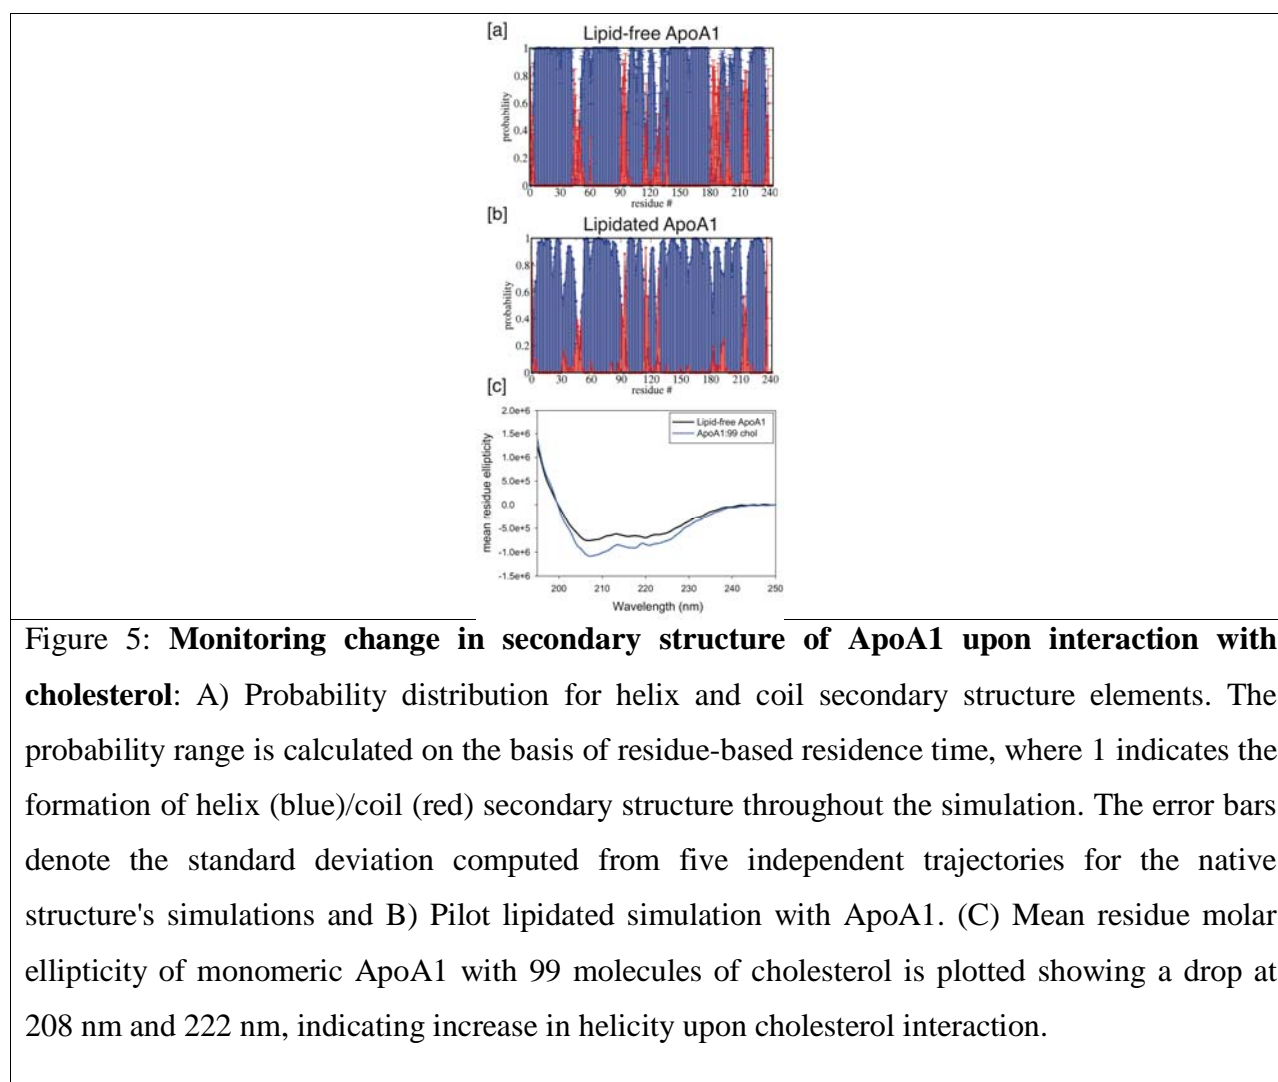 [a]
Lipid-free ApoA1
1
0.8
0.6
0.4
0.2
0
probability
0 30 60 90 120 150 180 210 240
residue #
[b]
Lipidated ApoA1
1
0.8
0.6
0.4
0.2
0
probability
0 30 60 90 120 150 180 210 240
residue #
[c]
2.0e+6
1.5e+6
1.0e+6
5.0e+5
0.0
-5.0e+5
-1.0e+6
-1.5e+6
mean residue ellipticity
Lipid-free ApoA1
ApoA1:99 chol
200 210 220 230 240 250
Wavelength (nm)
Figure 5: Monitoring change in secondary structure of ApoA1 upon interaction with
cholesterol: A) Probability distribution for helix and coil secondary structure elements. The
probability range is calculated on the basis of residue-based residence time, where 1 indicates the
formation of helix (blue)/coil (red) secondary structure throughout the simulation. The error bars
denote the standard deviation computed from five independent trajectories for the native
structure's simulations and B) Pilot lipidated simulation with ApoA1. (C) Mean residue molar
ellipticity of monomeric ApoA1 with 99 molecules of cholesterol is plotted showing a drop at
208 nm and 222 nm, indicating increase in helicity upon cholesterol interaction.